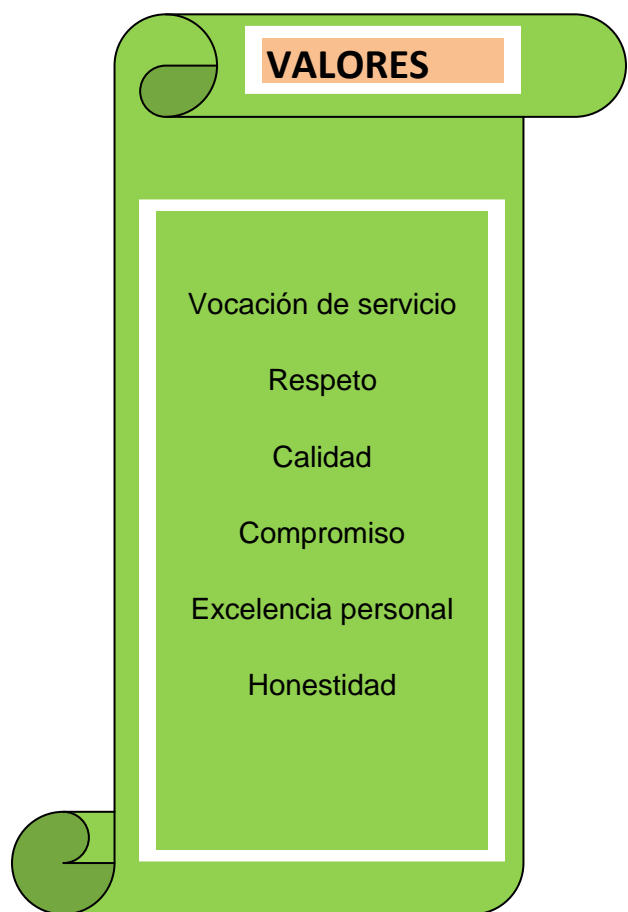 VALORES
Vocación de servicio
Respeto
Calidad
Compromiso
Excelencia personal
Honestidad